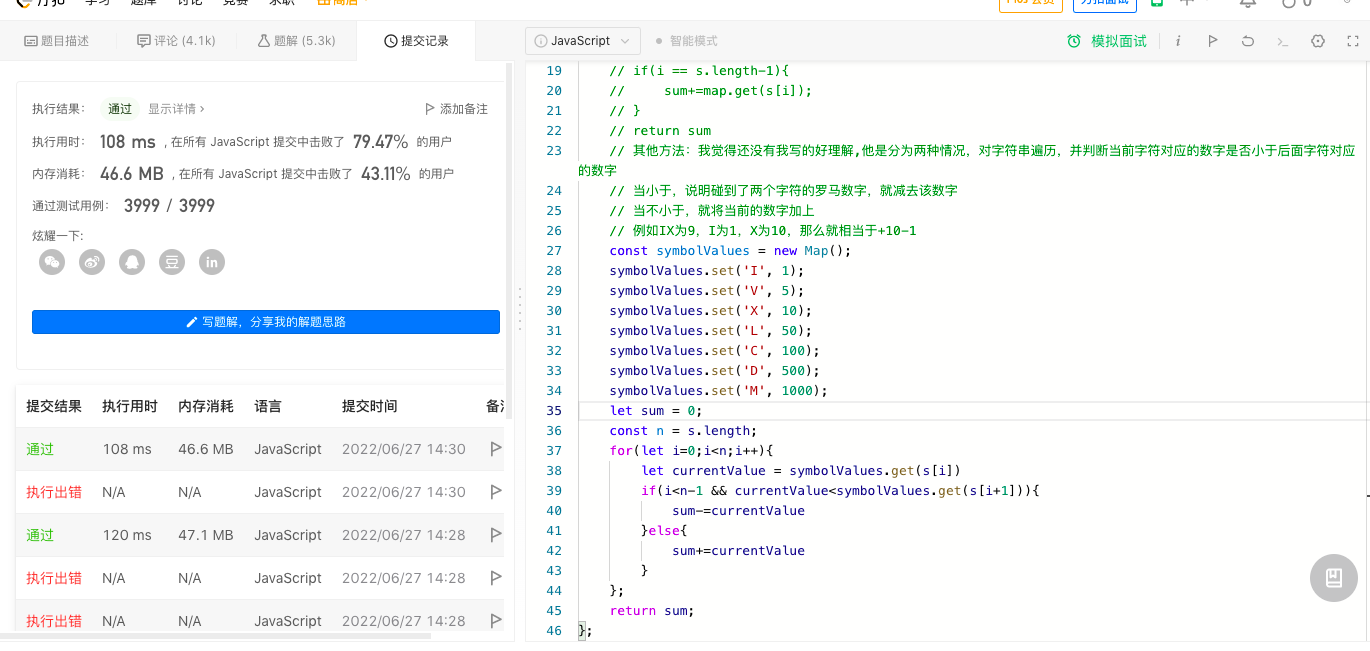 学习 题库 讨论 竞赛 求职 商店
Plus 会员 力扣面试
题目描述 评论 (4.1k) 题解 (5.3k) 提交记录
执行结果： 通过 显示详情 › 添加备注
执行用时： 108 ms , 在所有 JavaScript 提交中击败了 79.47% 的用户
内存消耗： 46.6 MB , 在所有 JavaScript 提交中击败了 43.11% 的用户
通过测试用例： 3999 / 3999
炫耀一下:
豆 in
写题解，分享我的解题思路
提交结果 执行用时 内存消耗 语言 提交时间 备注
通过 108 ms 46.6 MB JavaScript 2022/06/27 14:30
执行出错 N/A N/A JavaScript 2022/06/27 14:30
通过 120 ms 47.1 MB JavaScript 2022/06/27 14:28
执行出错 N/A N/A JavaScript 2022/06/27 14:28
执行出错 N/A N/A JavaScript 2022/06/27 14:28
JavaScript 智能模式 模拟面试 i
19 // if(i == s.length-1){
20 //     sum+=map.get(s[i]);
21 // }
22 // return sum
23 // 其他方法：我觉得还没有我写的好理解,他是分为两种情况，对字符串遍历，并判断当前字符对应的数字是否小于后面字符对应
的数字
24 // 当小于，说明碰到了两个字符的罗马数字，就减去该数字
25 // 当不小于，就将当前的数字加上
26 // 例如IX为9，I为1，X为10，那么就相当于+10-1
27 const symbolValues = new Map();
28 symbolValues.set('I', 1);
29 symbolValues.set('V', 5);
30 symbolValues.set('X', 10);
31 symbolValues.set('L', 50);
32 symbolValues.set('C', 100);
33 symbolValues.set('D', 500);
34 symbolValues.set('M', 1000);
35 let sum = 0;
36 const n = s.length;
37 for(let i=0;i<n;i++){
38     let currentValue = symbolValues.get(s[i])
39     if(i<n-1 && currentValue<symbolValues.get(s[i+1])){
40         sum-=currentValue
41     }else{
42         sum+=currentValue
43     }
44 };
45 return sum;
46 };